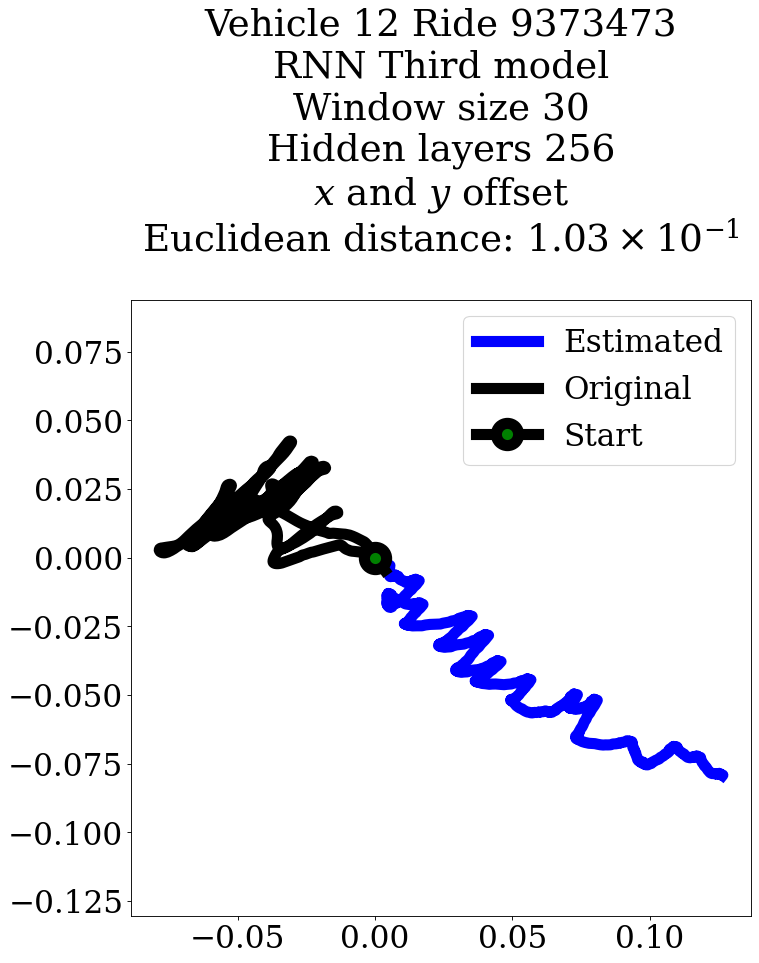 Vehicle 12 Ride 9373473
RNN Third model
Window size 30
Hidden layers 256
x and y offset
Euclidean distance: 1.03 × 10⁻¹
Estimated
Original
Start
0.075
0.050
0.025
0.000
−0.025
−0.050
−0.075
−0.100
−0.125
−0.05 0.00 0.05 0.10